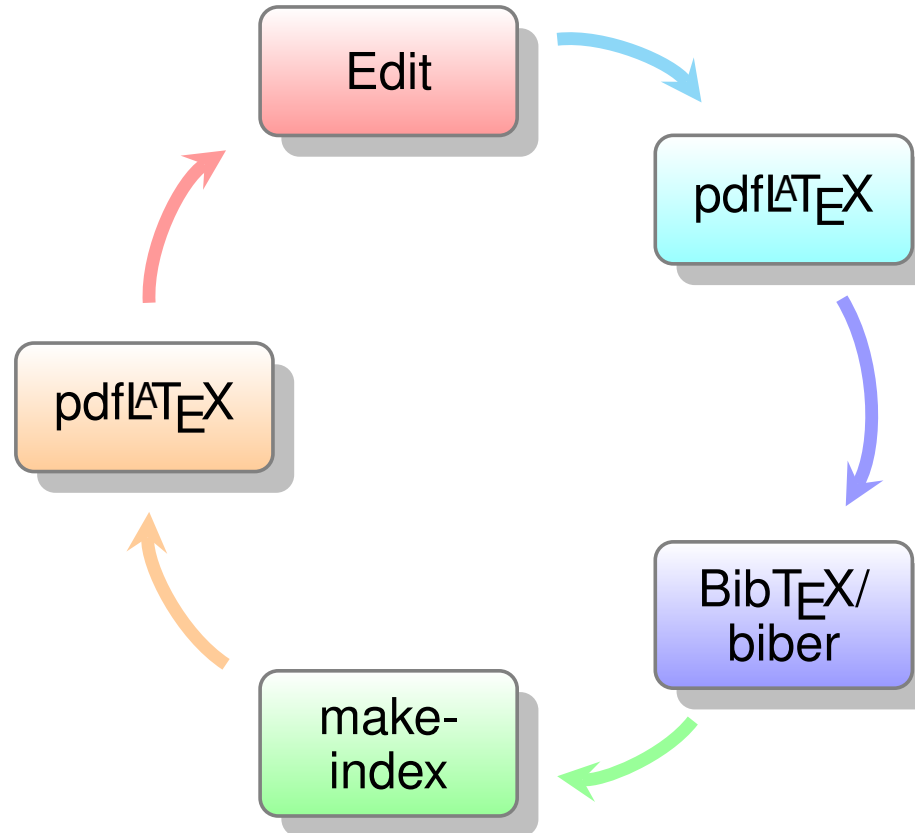 Edit
pdfLATEX
BibTEX/
biber
make-
index
pdfLATEX